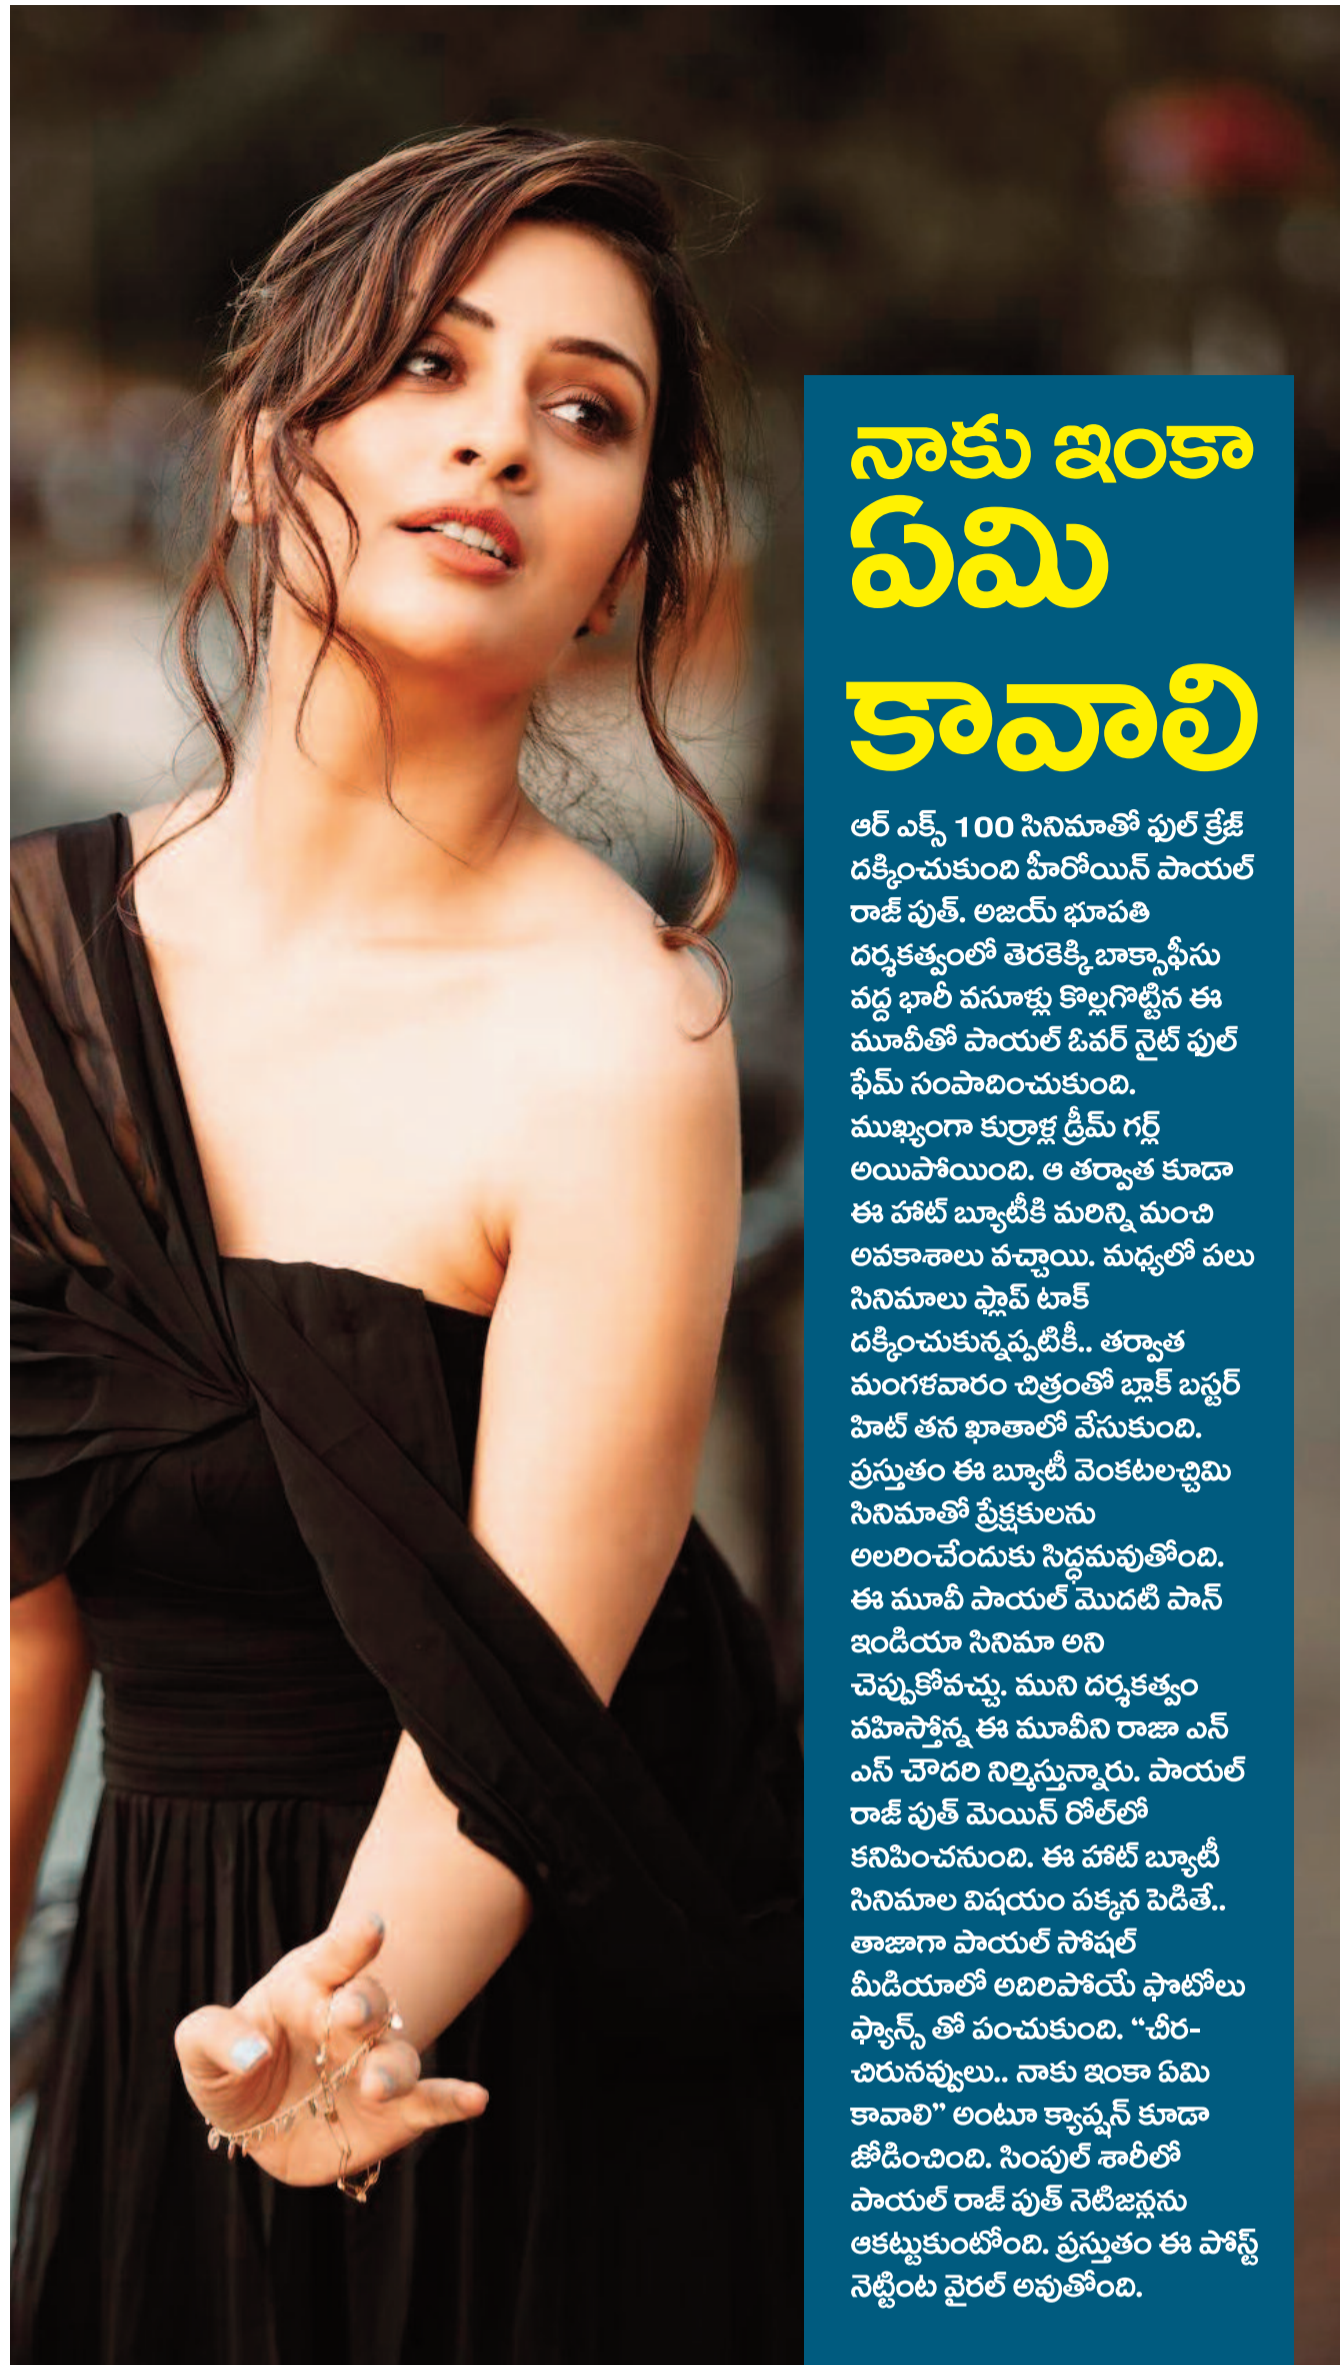 నాకు ఇంకా
ఏమి
కావాలి
ఆర్ ఎక్స్ 100 సినిమాతో ఫుల్ క్రేజ్
దక్కించుకుంది హీరోయిన్ పాయల్
రాజ్ పుత్. అజయ్ భూపతి
దర్శకత్వంలో తెరకెక్కి బాక్సాఫీసు
వద్ద భారీ వసూళ్లు కొల్లగొట్టిన ఈ
మూవీతో పాయల్ ఓవర్ నైట్ ఫుల్
ఫేమ్ సంపాదించుకుంది.
ముఖ్యంగా కుర్రాళ్ల డ్రీమ్ గర్ల్
అయిపోయింది. ఆ తర్వాత కూడా
ఈ హాట్ బ్యూటీకి మరిన్ని మంచి
అవకాశాలు వచ్చాయి. మధ్యలో పలు
సినిమాలు ఫ్లాప్ టాక్
దక్కించుకున్నప్పటికీ.. తర్వాత
మంగళవారం చిత్రంతో బ్లాక్ బస్టర్
హిట్ తన ఖాతాలో వేసుకుంది.
ప్రస్తుతం ఈ బ్యూటీ వెంకటలచ్చిమి
సినిమాతో ప్రేక్షకులను
అలరించేందుకు సిద్ధమవుతోంది.
ఈ మూవీ పాయల్ మొదటి పాన్
ఇండియా సినిమా అని
చెప్పుకోవచ్చు. ముని దర్శకత్వం
వహిస్తోన్న ఈ మూవీని రాజా ఎన్
ఎస్ చౌదరి నిర్మిస్తున్నారు. పాయల్
రాజ్ పుత్ మెయిన్ రోల్‌లో
కనిపించనుంది. ఈ హాట్ బ్యూటీ
సినిమాల విషయం పక్కన పెడితే..
తాజాగా పాయల్ సోషల్
మీడియాలో అదిరిపోయే ఫొటోలు
ఫ్యాన్స్ తో పంచుకుంది. “చీర-
చిరునవ్వులు.. నాకు ఇంకా ఏమి
కావాలి” అంటూ క్యాప్షన్ కూడా
జోడించింది. సింపుల్ శారీలో
పాయల్ రాజ్ పుత్ నెటిజన్లను
ఆకట్టుకుంటోంది. ప్రస్తుతం ఈ పోస్ట్
నెట్టింట వైరల్ అవుతోంది.